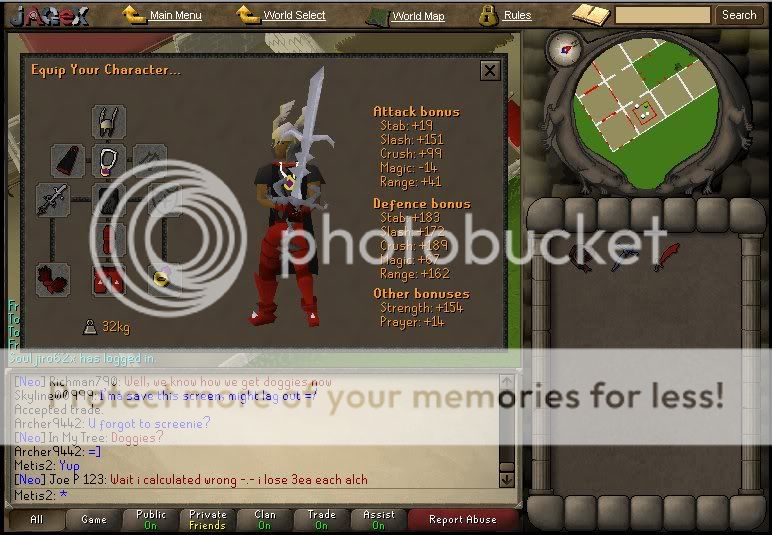 JAGEX Main Menu World Select World Map Rules Search
Equip Your Character...
Attack bonus
Stab: +19
Slash: +151
Crush: +99
Magic: -14
Range: +41
Defence bonus
Stab: +183
Slash: +172
Crush: +189
Magic: +67
Range: +162
Other bonuses
Strength: +154
Prayer: +14
32kg
photobucket
Souljiro62x has logged in.
[Neo] Richman790: Well, we know how we get doggies now
Skyline0999: I'ma save this screen, might lag out =/
Protect more of your memories for less!
Accepted trade.
Archer9442: U forgot to screenie?
[Neo] In My Tree: Doggies?
Archer9442: =]
Metis2: Yup
[Neo] Joe P 123: Wait i calculated wrong -.- i lose 3ea each alch
Metis2: *
All Game Public On Private Friends Clan On Trade On Assist On Report Abuse